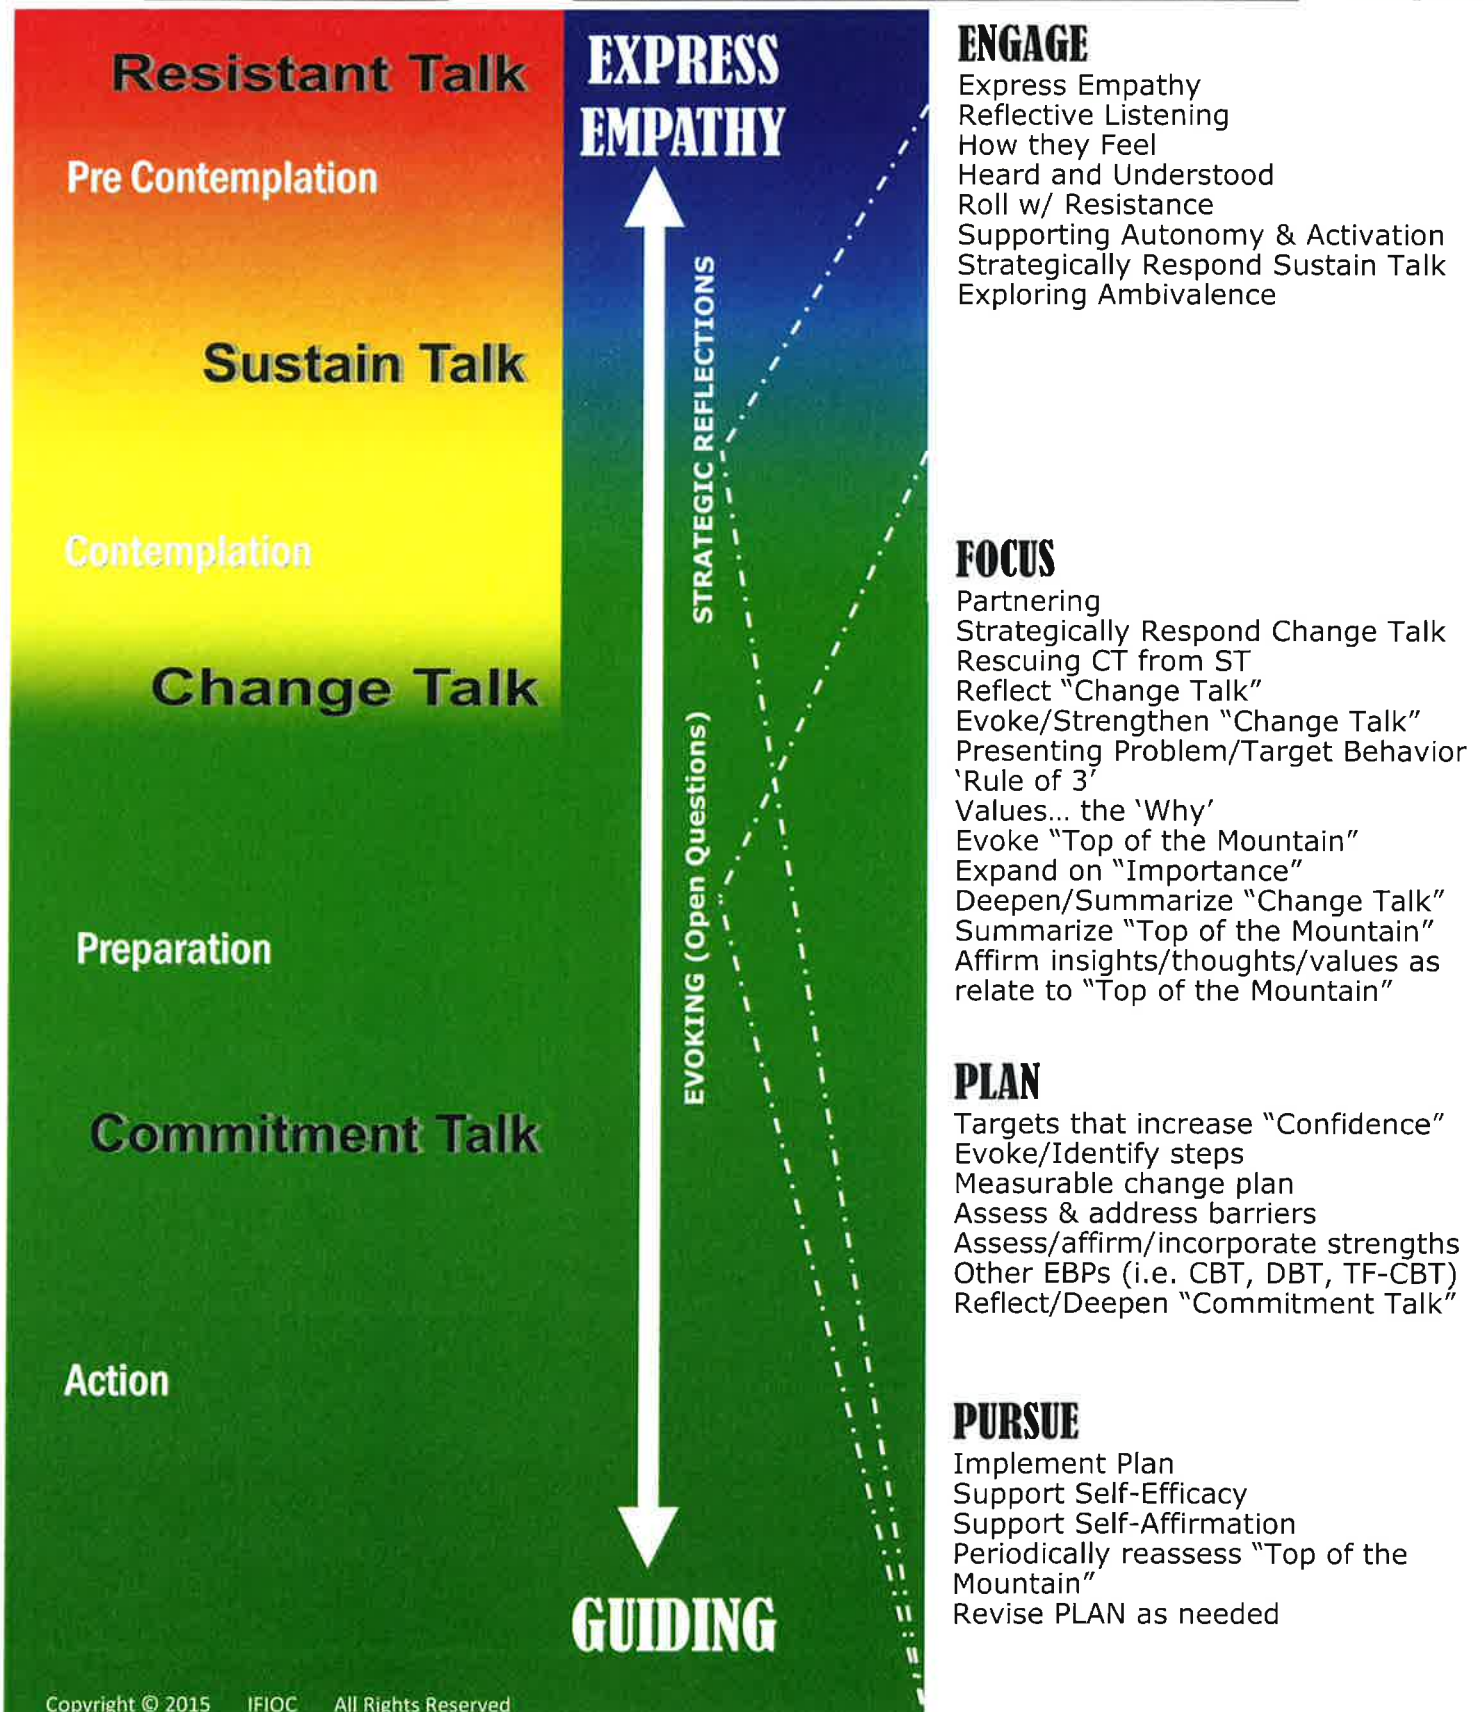 Resistant Talk
Pre Contemplation
Sustain Talk
Contemplation
Change Talk
Preparation
Commitment Talk
Action
Copyright © 2015 IFIOC All Rights Reserved
EXPRESS
EMPATHY
STRATEGIC REFLECTIONS
EVOKING (Open Questions)
GUIDING
ENGAGE
Express Empathy
Reflective Listening
How they Feel
Heard and Understood
Roll w/ Resistance
Supporting Autonomy & Activation
Strategically Respond Sustain Talk
Exploring Ambivalence
FOCUS
Partnering
Strategically Respond Change Talk
Rescuing CT from ST
Reflect “Change Talk”
Evoke/Strengthen “Change Talk”
Presenting Problem/Target Behavior
‘Rule of 3’
Values... the ‘Why’
Evoke “Top of the Mountain”
Expand on “Importance”
Deepen/Summarize “Change Talk”
Summarize “Top of the Mountain”
Affirm insights/thoughts/values as
relate to “Top of the Mountain”
PLAN
Targets that increase “Confidence”
Evoke/Identify steps
Measurable change plan
Assess & address barriers
Assess/affirm/incorporate strengths
Other EBPs (i.e. CBT, DBT, TF-CBT)
Reflect/Deepen “Commitment Talk”
PURSUE
Implement Plan
Support Self-Efficacy
Support Self-Affirmation
Periodically reassess “Top of the
Mountain”
Revise PLAN as needed